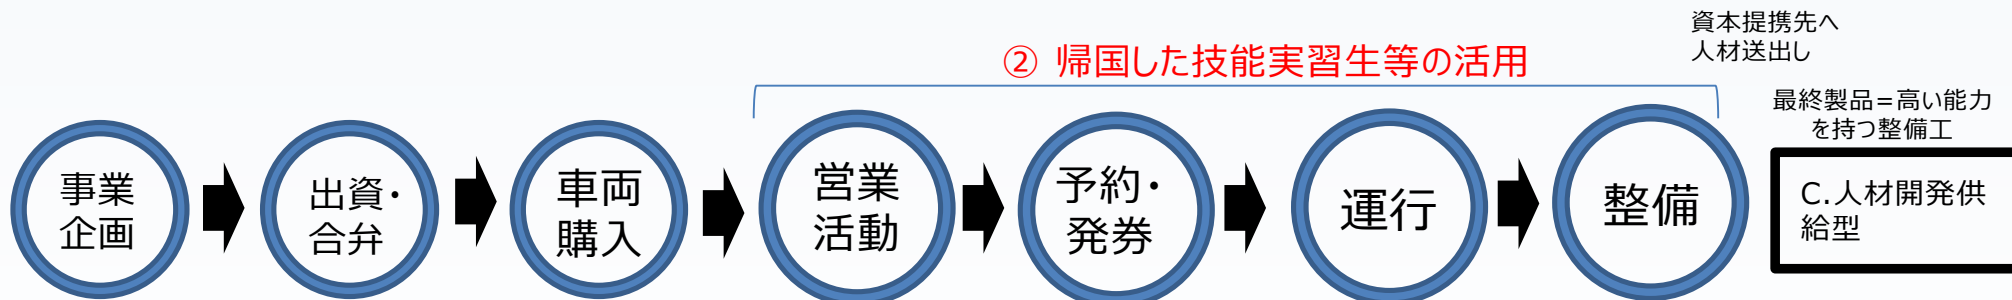 資本提携先へ
人材送出し
② 帰国した技能実習生等の活用
最終製品=高い能力
を持つ整備工
事業
企画
出資・
合弁
車両
購入
営業
活動
予約・
発券
運行
整備
C.人材開発供
給型